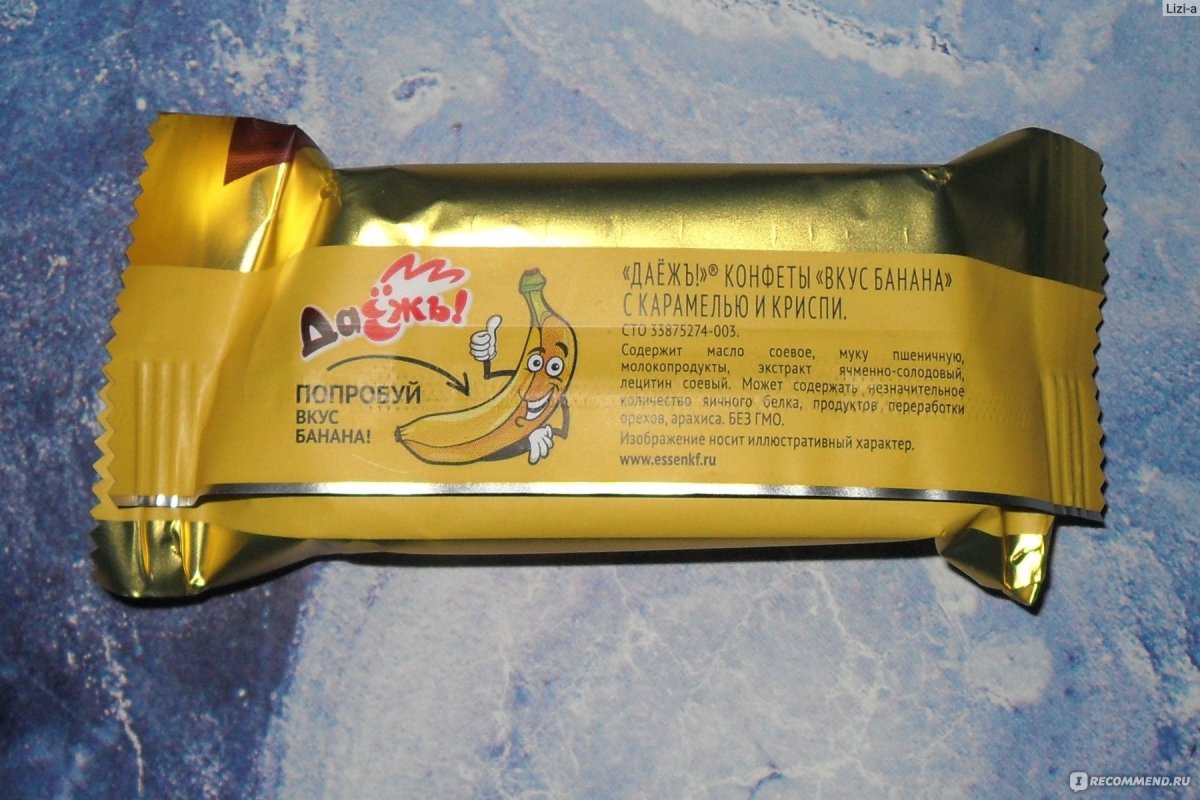 Lizi-a
ДаЁжъ!
ПОПРОБУЙ
ВКУС
БАНАНА!
«ДАЁЖЪ!»® КОНФЕТЫ «ВКУС БАНАНА»
С КАРАМЕЛЬЮ И КРИСПИ.
СТО 33875274-003.
Содержит масло соевое, муку пшеничную,
молокопродукты, экстракт ячменно-солодовый,
лецитин соевый. Может содержать незначительное
количество яичного белка, продуктов переработки
орехов, арахиса. БЕЗ ГМО.
Изображение носит иллюстративный характер.
www.essenkf.ru
RECOMMEND.RU